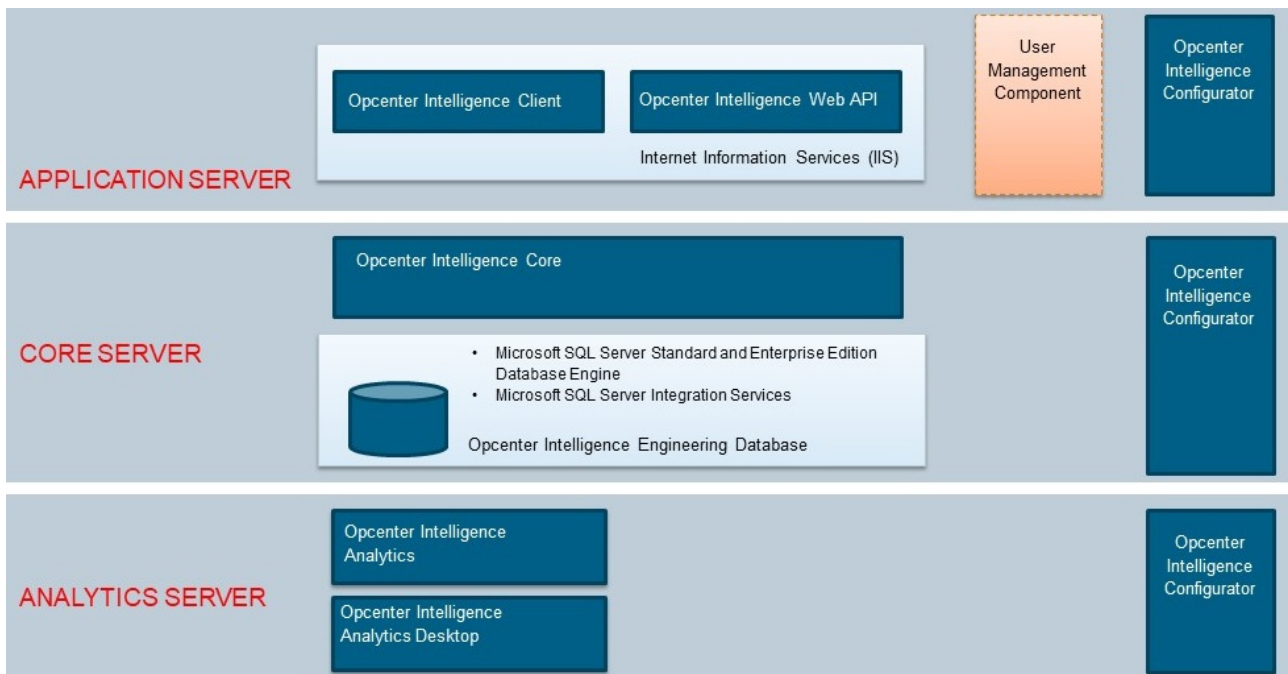 User
Management
Component
Opcenter
Intelligence
Configurator
Opcenter Intelligence Client
Opcenter Intelligence Web API
Internet Information Services (IIS)
APPLICATION SERVER
Opcenter Intelligence Core
Opcenter
Intelligence
Configurator
CORE SERVER
• Microsoft SQL Server Standard and Enterprise Edition
Database Engine
• Microsoft SQL Server Integration Services
Opcenter Intelligence Engineering Database
Opcenter Intelligence
Analytics
Opcenter
Intelligence
Configurator
ANALYTICS SERVER
Opcenter Intelligence
Analytics Desktop